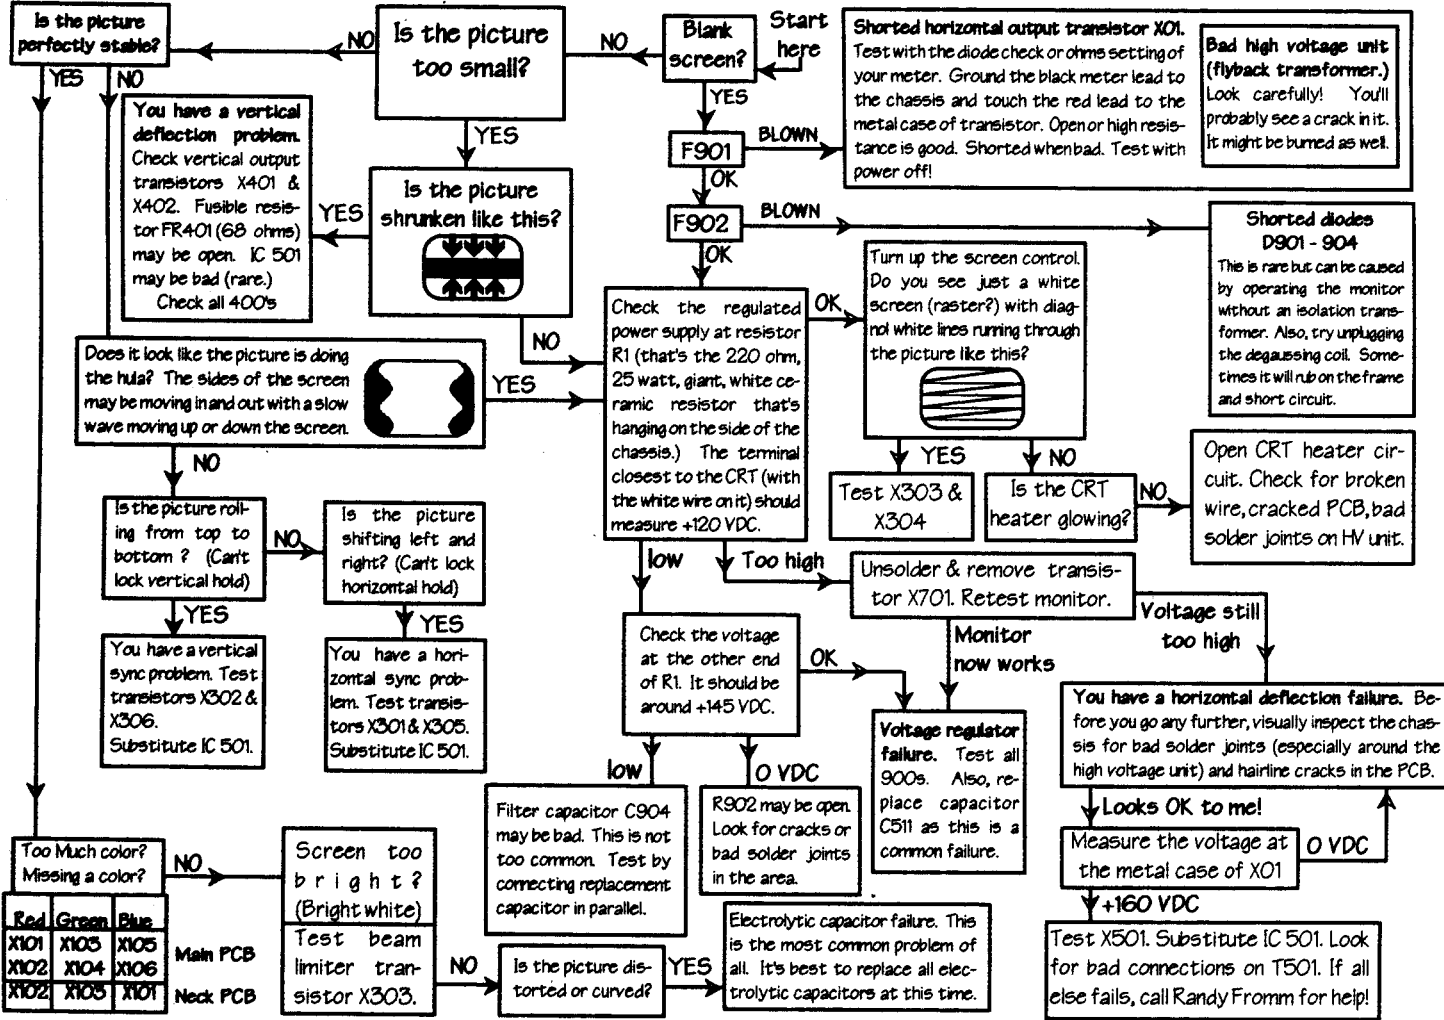 Is the picture
perfectly stable?
NO
Is the picture
too small?
NO
Blank
screen?
Start
here
YES
NO
YES
YES
Shorted horizontal output transistor X01.
Test with the diode check or ohms setting of
your meter. Ground the black meter lead to
the chassis and touch the red lead to the
metal case of transistor. Open or high resis-
tance is good. Shorted when bad. Test with
power off!
Bad high voltage unit
(flyback transformer.)
Look carefully! You'll
probably see a crack in it.
It might be burned as well.
You have a vertical
deflection problem.
Check vertical output
transistors X401 &
X402. Fusible resis-
tor FR401 (68 ohms)
may be open. IC 501
may be bad (rare.)
Check all 400's
YES
Is the picture
shrunken like this?
F901
BLOWN
OK
F902
BLOWN
OK
Shorted diodes
D901 - 904
This is rare but can be caused
by operating the monitor
without an isolation trans-
former. Also, try unplugging
the degaussing coil. Some-
times it will rub on the frame
and short circuit.
Turn up the screen control.
Do you see just a white
screen (raster?) with diag-
nol white lines running through
the picture like this?
OK
Check the regulated
power supply at resistor
R1 (that's the 220 ohm,
25 watt, giant, white ce-
ramic resistor that's
hanging on the side of the
chassis.) The terminal
closest to the CRT (with
the white wire on it) should
measure +120 VDC.
NO
Does it look like the picture is doing
the hula? The sides of the screen
may be moving in and out with a slow
wave moving up or down the screen.
YES
NO
YES
NO
Test X303 &
X304
Is the CRT
heater glowing?
NO
Open CRT heater cir-
cuit. Check for broken
wire, cracked PCB, bad
solder joints on HV unit.
Is the picture roll-
ing from top to
bottom ? (Can't
lock vertical hold)
NO
Is the picture
shifting left and
right? (Can't lock
horizontal hold)
YES
YES
You have a vertical
sync problem. Test
transistors X302 &
X306.
Substitute IC 501.
You have a hori-
zontal sync prob-
lem. Test transis-
tors X301 & X305.
Substitute IC 501.
low
Too high
Unsolder & remove transis-
tor X701. Retest monitor.
Voltage still
too high
Monitor
now works
Check the voltage
at the other end
of R1. It should be
around +145 VDC.
OK
Voltage regulator
failure. Test all
900s. Also, re-
place capacitor
C511 as this is a
common failure.
You have a horizontal deflection failure. Be-
fore you go any further, visually inspect the chas-
sis for bad solder joints (especially around the
high voltage unit) and hairline cracks in the PCB.
low
0 VDC
Filter capacitor C904
may be bad. This is not
too common. Test by
connecting replacement
capacitor in parallel.
R902 may be open.
Look for cracks or
bad solder joints
in the area.
Looks OK to me!
Measure the voltage at
the metal case of X01
0 VDC
+160 VDC
Test X501. Substitute IC 501. Look
for bad connections on T501. If all
else fails, call Randy Fromm for help!
Too Much color?
Missing a color?
NO
Red Green Blue
X101 X103 X105
X102 X104 X106
Main PCB
X102 X103 X101
Neck PCB
Screen too
bright?
(Bright white)
Test beam
limiter tran-
sistor X303.
NO
Is the picture dis-
torted or curved?
YES
Electrolytic capacitor failure. This
is the most common problem of
all. It's best to replace all elec-
trolytic capacitors at this time.